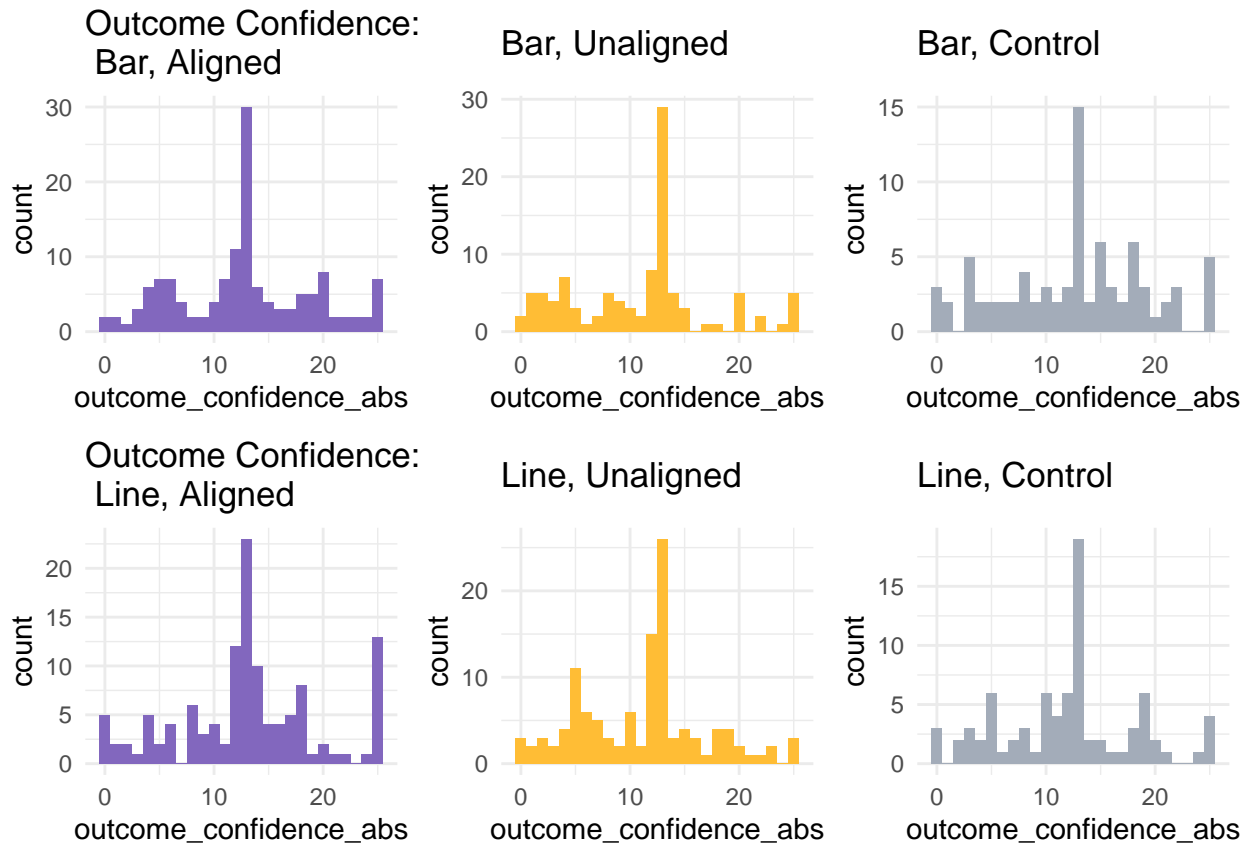 Outcome Confidence:
Bar, Aligned
30
20
10
0
count
0 10 20
outcome_confidence_abs
Bar, Unaligned
30
20
10
0
count
0 10 20
outcome_confidence_abs
Bar, Control
15
10
5
0
count
0 10 20
outcome_confidence_abs
Outcome Confidence:
Line, Aligned
20
15
10
5
0
count
0 10 20
outcome_confidence_abs
Line, Unaligned
20
10
0
count
0 10 20
outcome_confidence_abs
Line, Control
15
10
5
0
count
0 10 20
outcome_confidence_abs